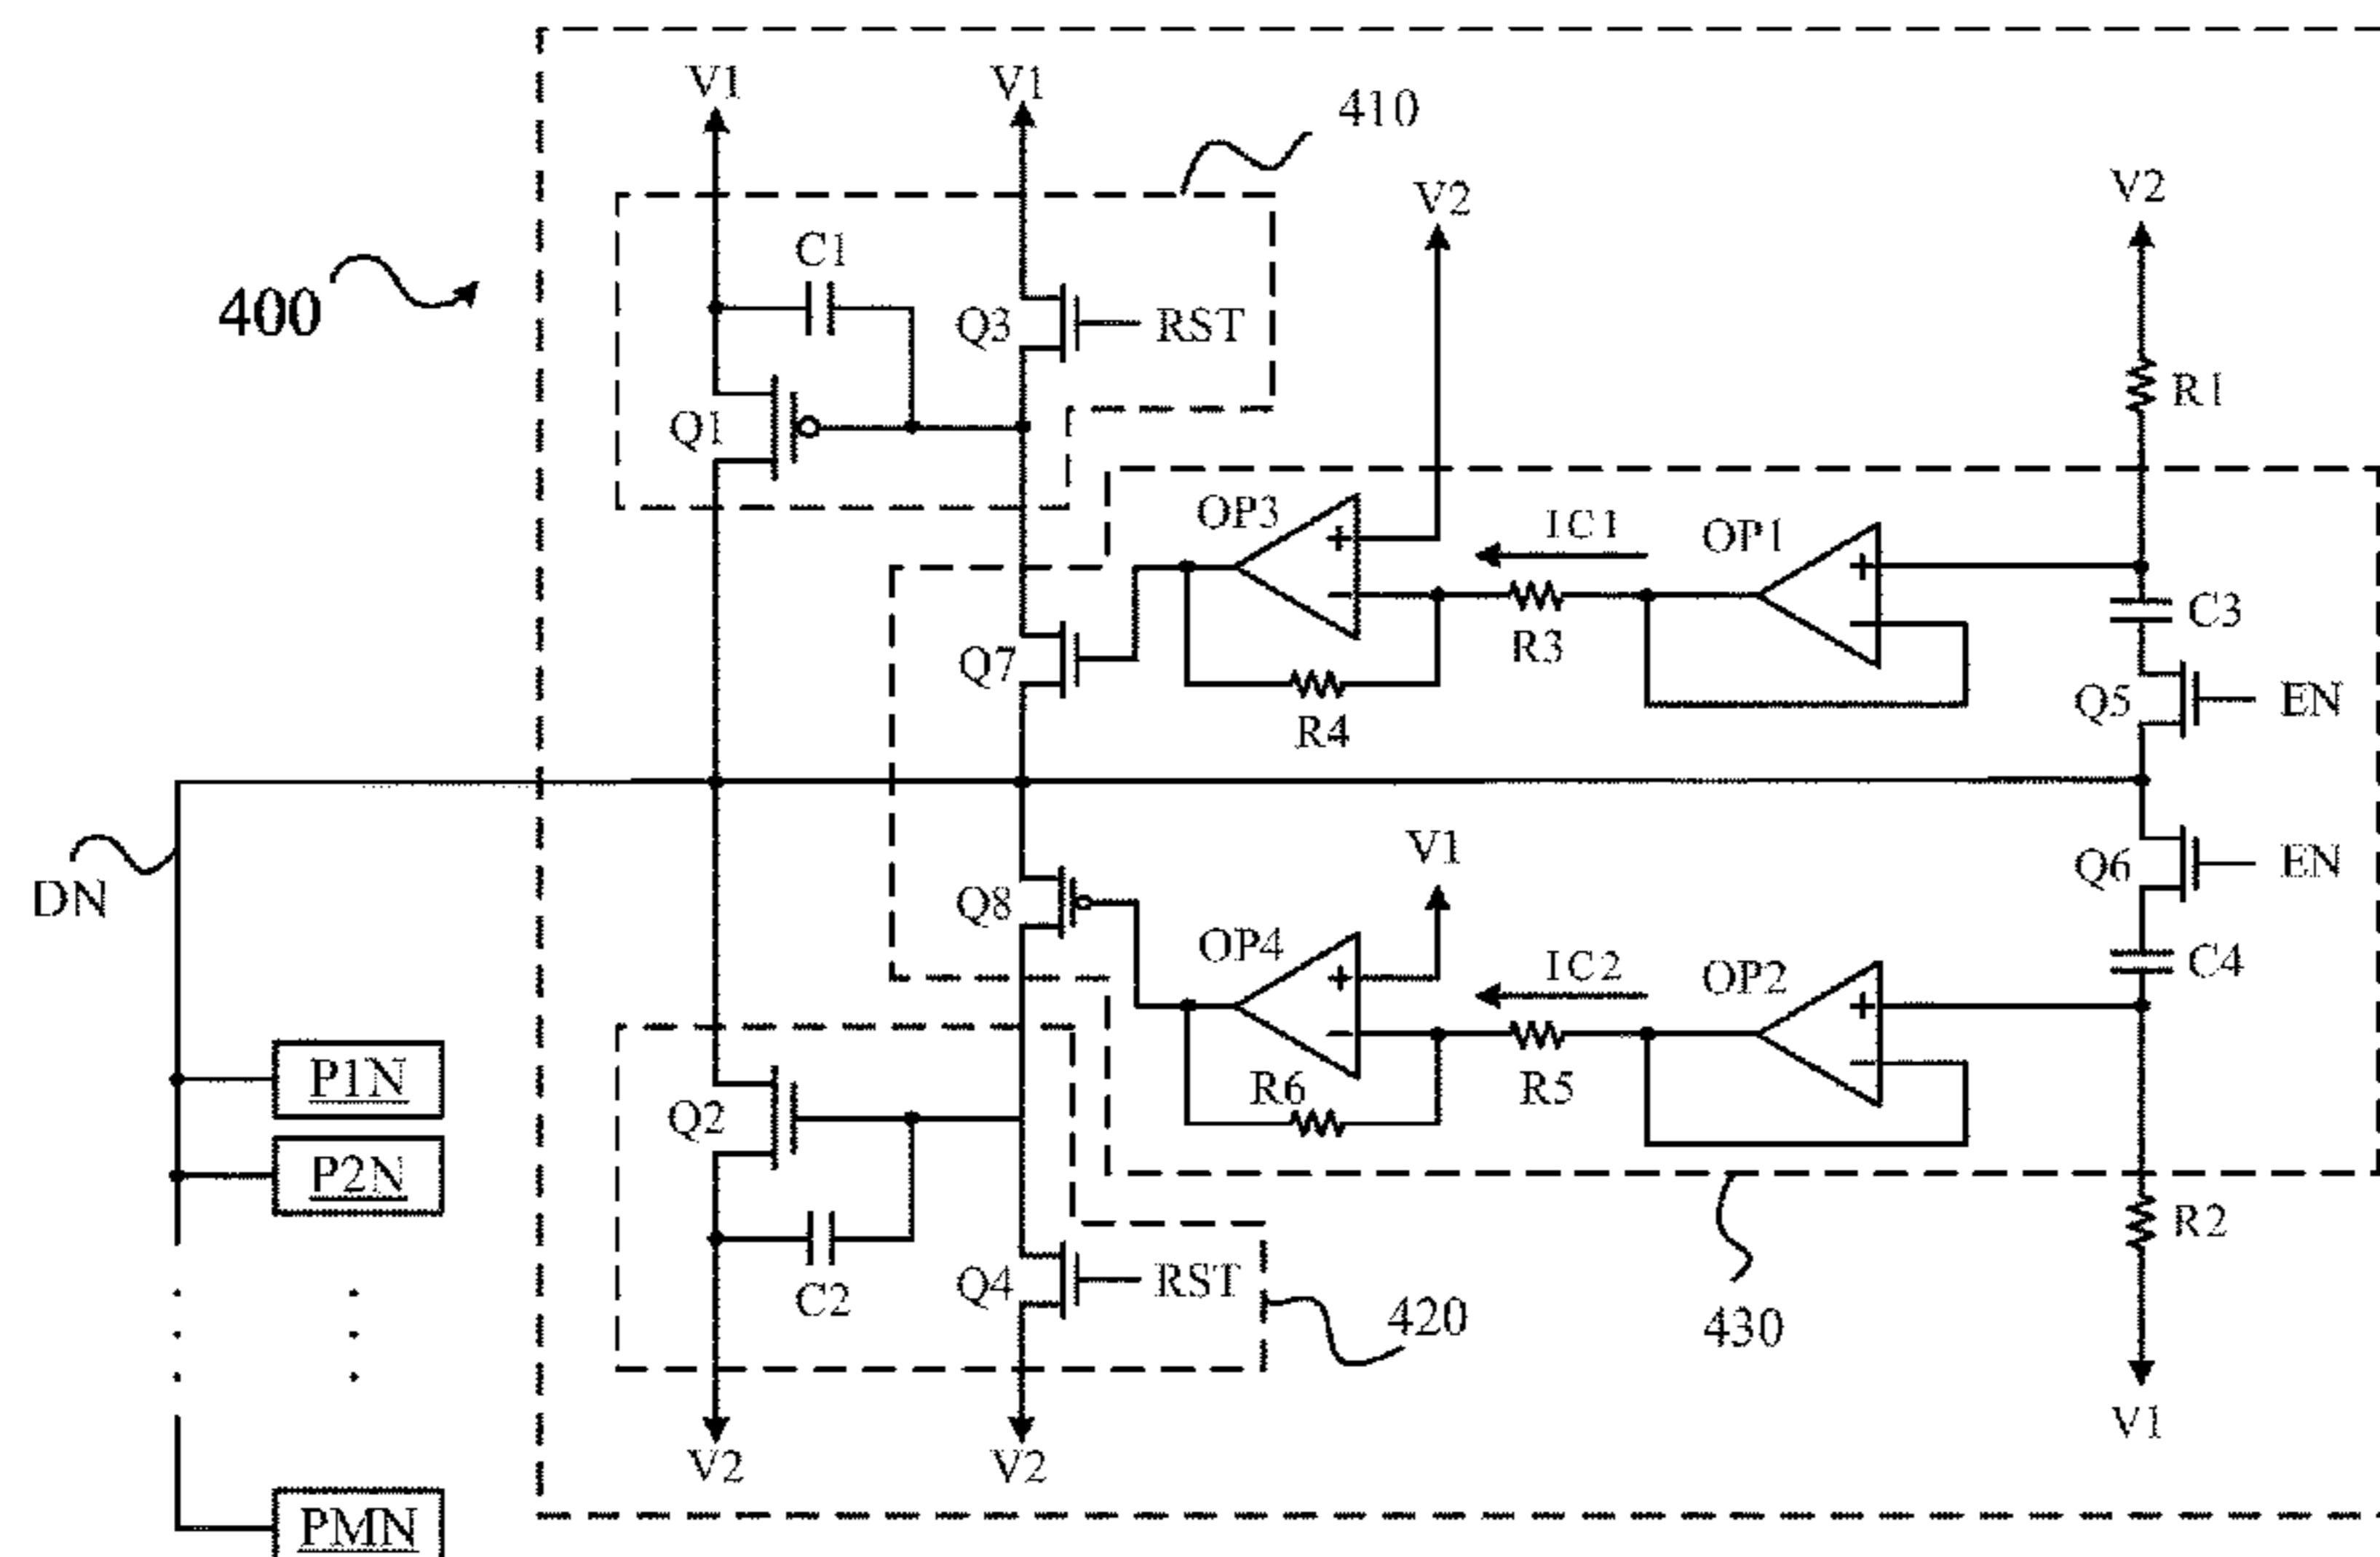 V1
V1
410
V2
V2
C1
400
Q3
RST
R1
Q1
OP3
IC1
OP1
+
+
−
C3
−
R3
Q7
Q5
EN
R4
V1
Q6
EN
DN
Q8
OP4
IC2
OP2
C4
+
+
−
−
P1N
R6
R5
Q2
P2N
R2
Q4
RST
C2
420
430
V1
V2
V2
PMN